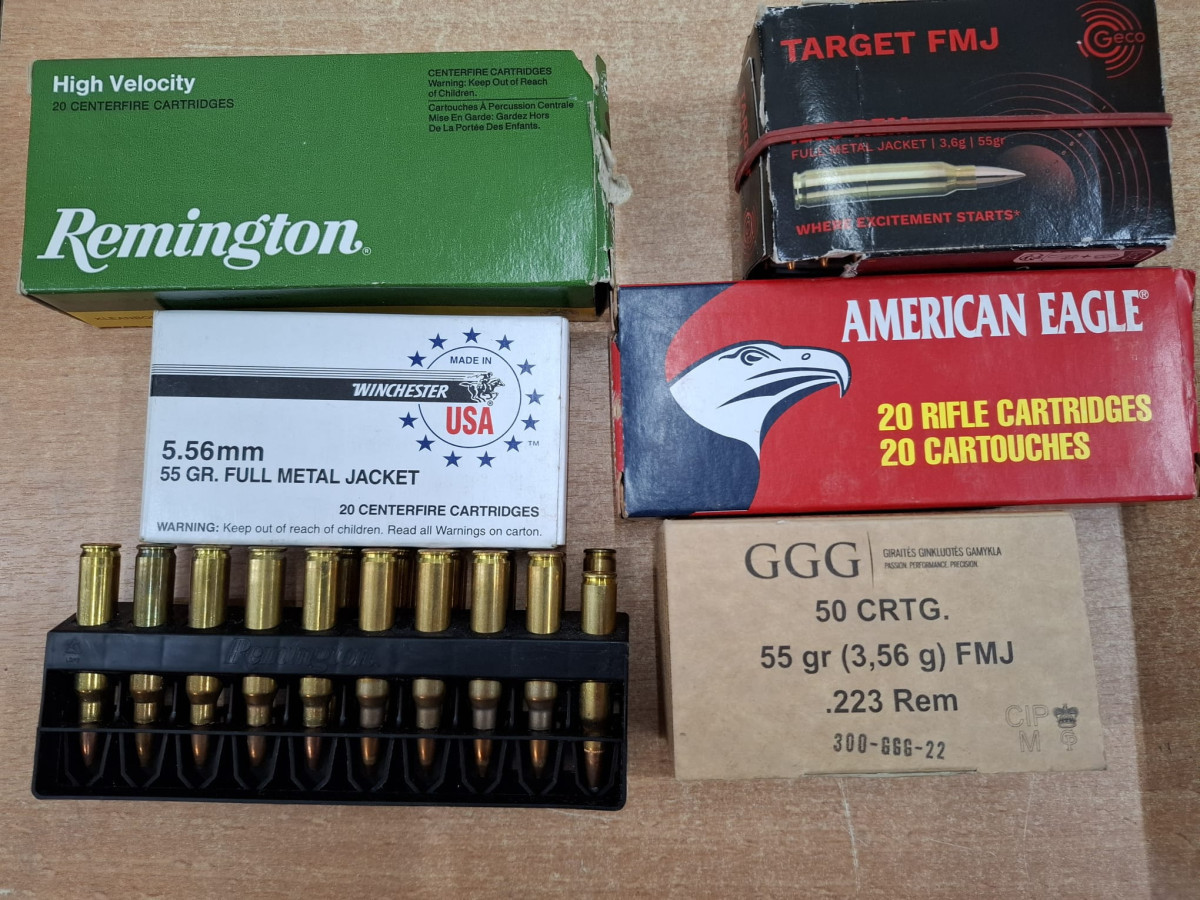 High Velocity
20 CENTERFIRE CARTRIDGES
CENTERFIRE CARTRIDGES
Warning: Keep Out of Reach
of Children.
Cartouches À Percussion Centrale
Mise En Garde: Gardez Hors
De La Portée Des Enfants.
Remington®
TARGET FMJ
Geco
FULL METAL JACKET | 3,6g | 55gr
WHERE EXCITEMENT STARTS*
MADE IN
WINCHESTER
USA
TM
5.56mm
55 GR. FULL METAL JACKET
20 CENTERFIRE CARTRIDGES
WARNING: Keep out of reach of children. Read all Warnings on carton.
AMERICAN EAGLE®
20 RIFLE CARTRIDGES
20 CARTOUCHES
GGG
GIRAITĖS GINKLUOTĖS GAMYKLA
PASSION. PERFORMANCE. PRECISION.
50 CRTG.
55 gr (3,56 g) FMJ
.223 Rem
300-GGG-22
CIP
M
Remington